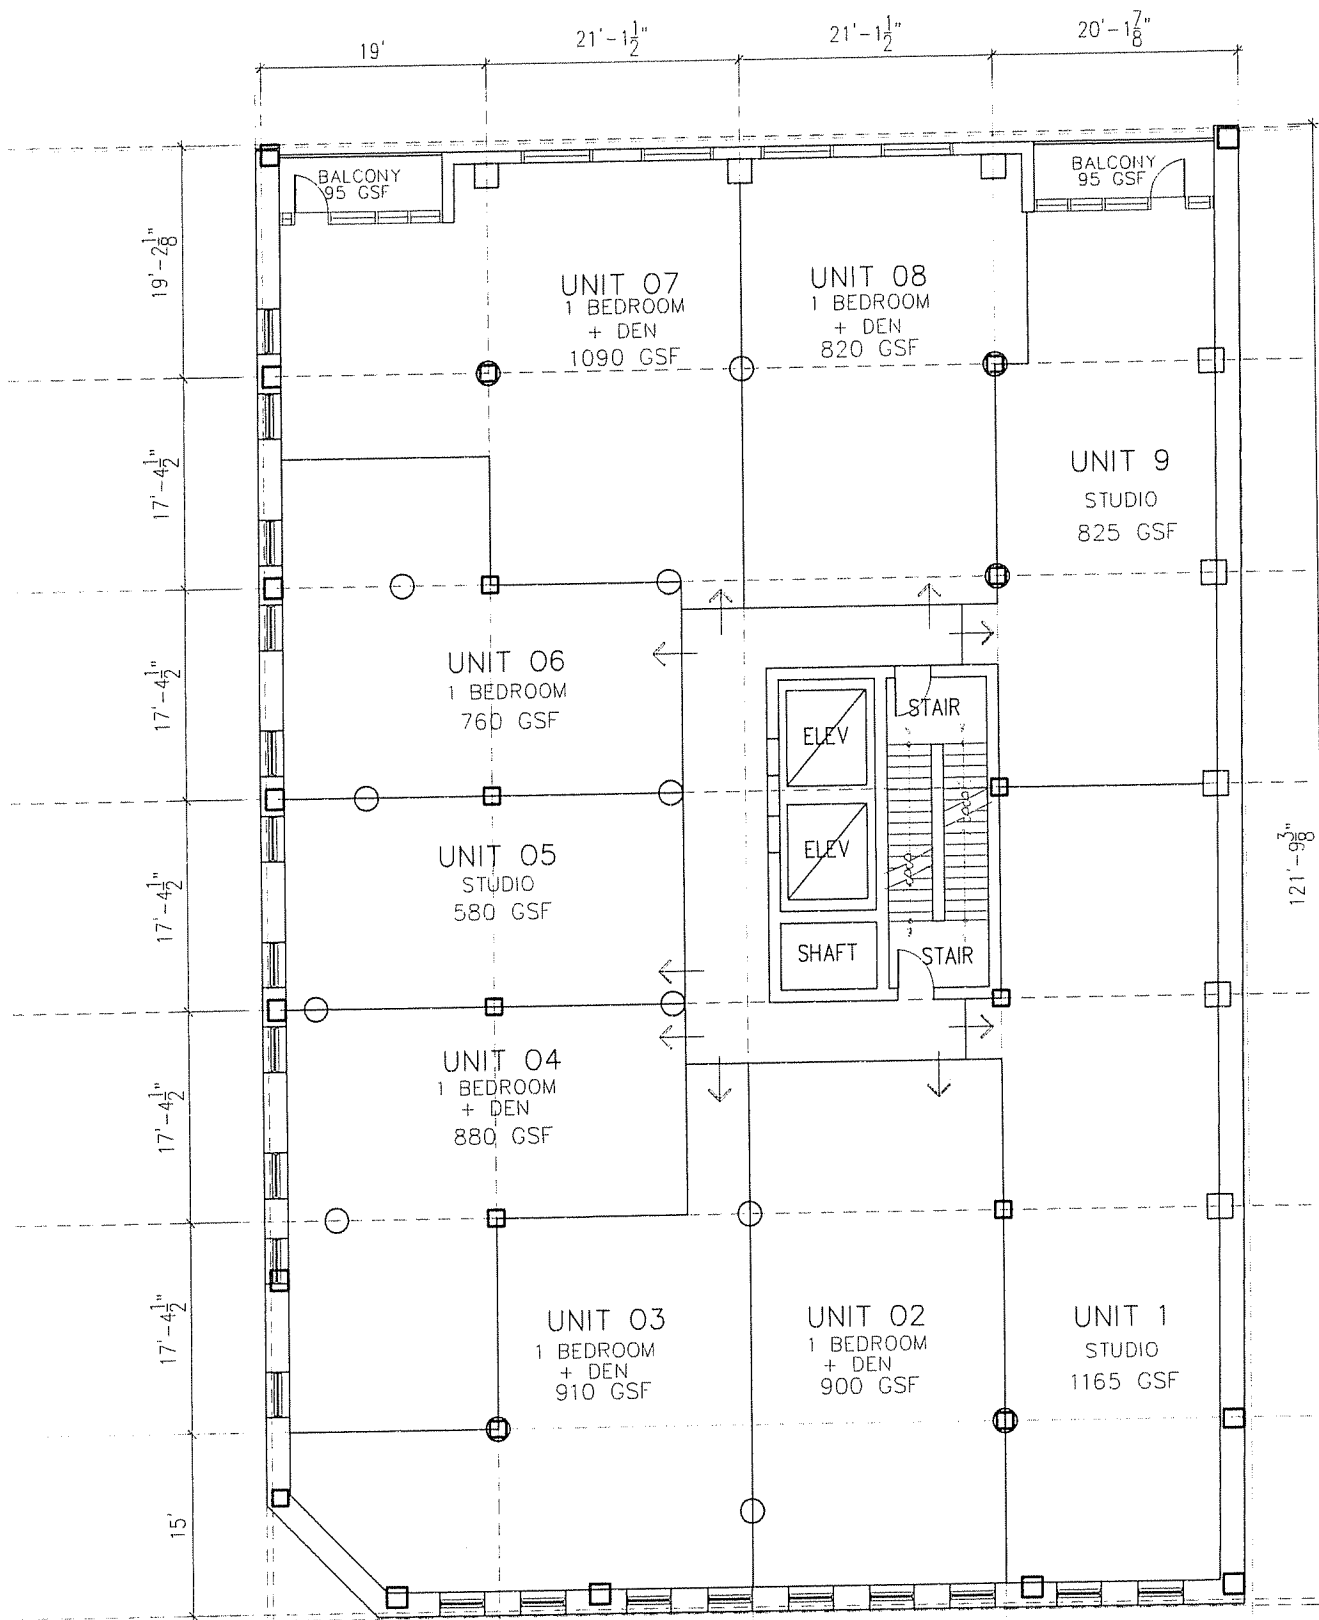 19'
21'-1 1/2"
21'-1 1/2"
20'-1 7/8"
BALCONY
95 GSF
BALCONY
95 GSF
19'-2 1/8"
UNIT 07
1 BEDROOM
+ DEN
1090 GSF
UNIT 08
1 BEDROOM
+ DEN
820 GSF
17'-4 1/2"
UNIT 9
STUDIO
825 GSF
17'-4 1/2"
UNIT 06
1 BEDROOM
760 GSF
STAIR
ELEV
17'-4 1/2"
UNIT 05
STUDIO
580 GSF
ELEV
121'-9 3/8"
SHAFT
STAIR
17'-4 1/2"
UNIT 04
1 BEDROOM
+ DEN
880 GSF
17'-4 1/2"
UNIT 03
1 BEDROOM
+ DEN
910 GSF
UNIT 02
1 BEDROOM
+ DEN
900 GSF
UNIT 1
STUDIO
1165 GSF
15'